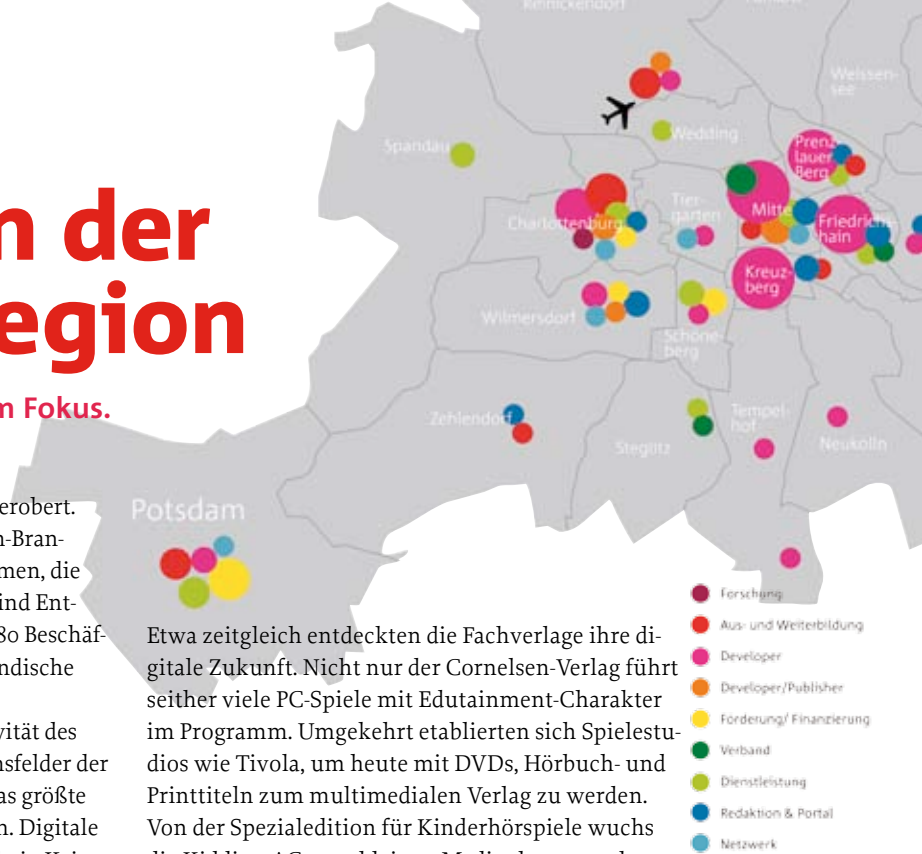 n der
egion
m Fokus.
erobert.
n-Bran-
men, die
ind Ent-
80 Beschäf-
ndische
vität des
nsfelder der
as größte
n. Digitale
Etwa zeitgleich entdeckten die Fachverlage ihre di-
gitale Zukunft. Nicht nur der Cornelsen-Verlag führt
seither viele PC-Spiele mit Edutainment-Charakter
im Programm. Umgekehrt etablierten sich Spielestu-
dios wie Tivola, um heute mit DVDs, Hörbuch- und
Printtiteln zum multimedialen Verlag zu werden.
Von der Spezialedition für Kinderhörspiele wuchs
Reinickendorf
Weissen-
see
Spandau
Wedding
Prenz-
lauer
Berg
Charlottenburg
Tier-
garten
Mitte
Friedrichs-
hain
Kreuz-
berg
Wilmersdorf
Schöne-
berg
Zehlendorf
Steglitz
Tempel-
hof
Neukölln
Potsdam
Forschung
Aus- und Weiterbildung
Developer
Developer/Publisher
Förderung/ Finanzierung
Verband
Dienstleistung
Redaktion & Portal
Netzwerk